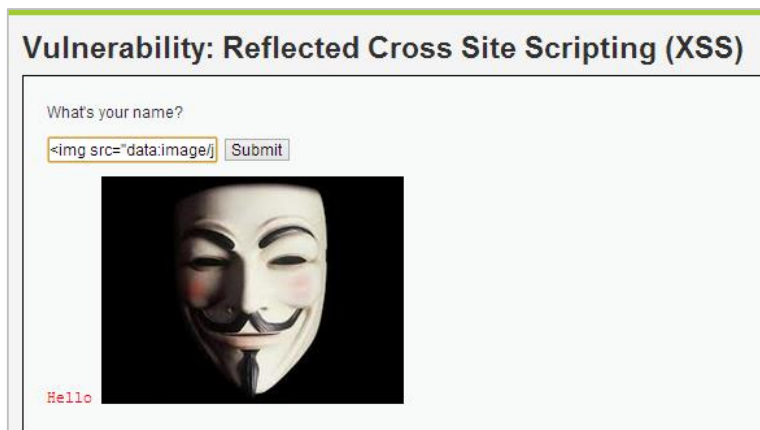 Vulnerability: Reflected Cross Site Scripting (XSS)
What's your name?
<img src="data:image/j Submit
Hello